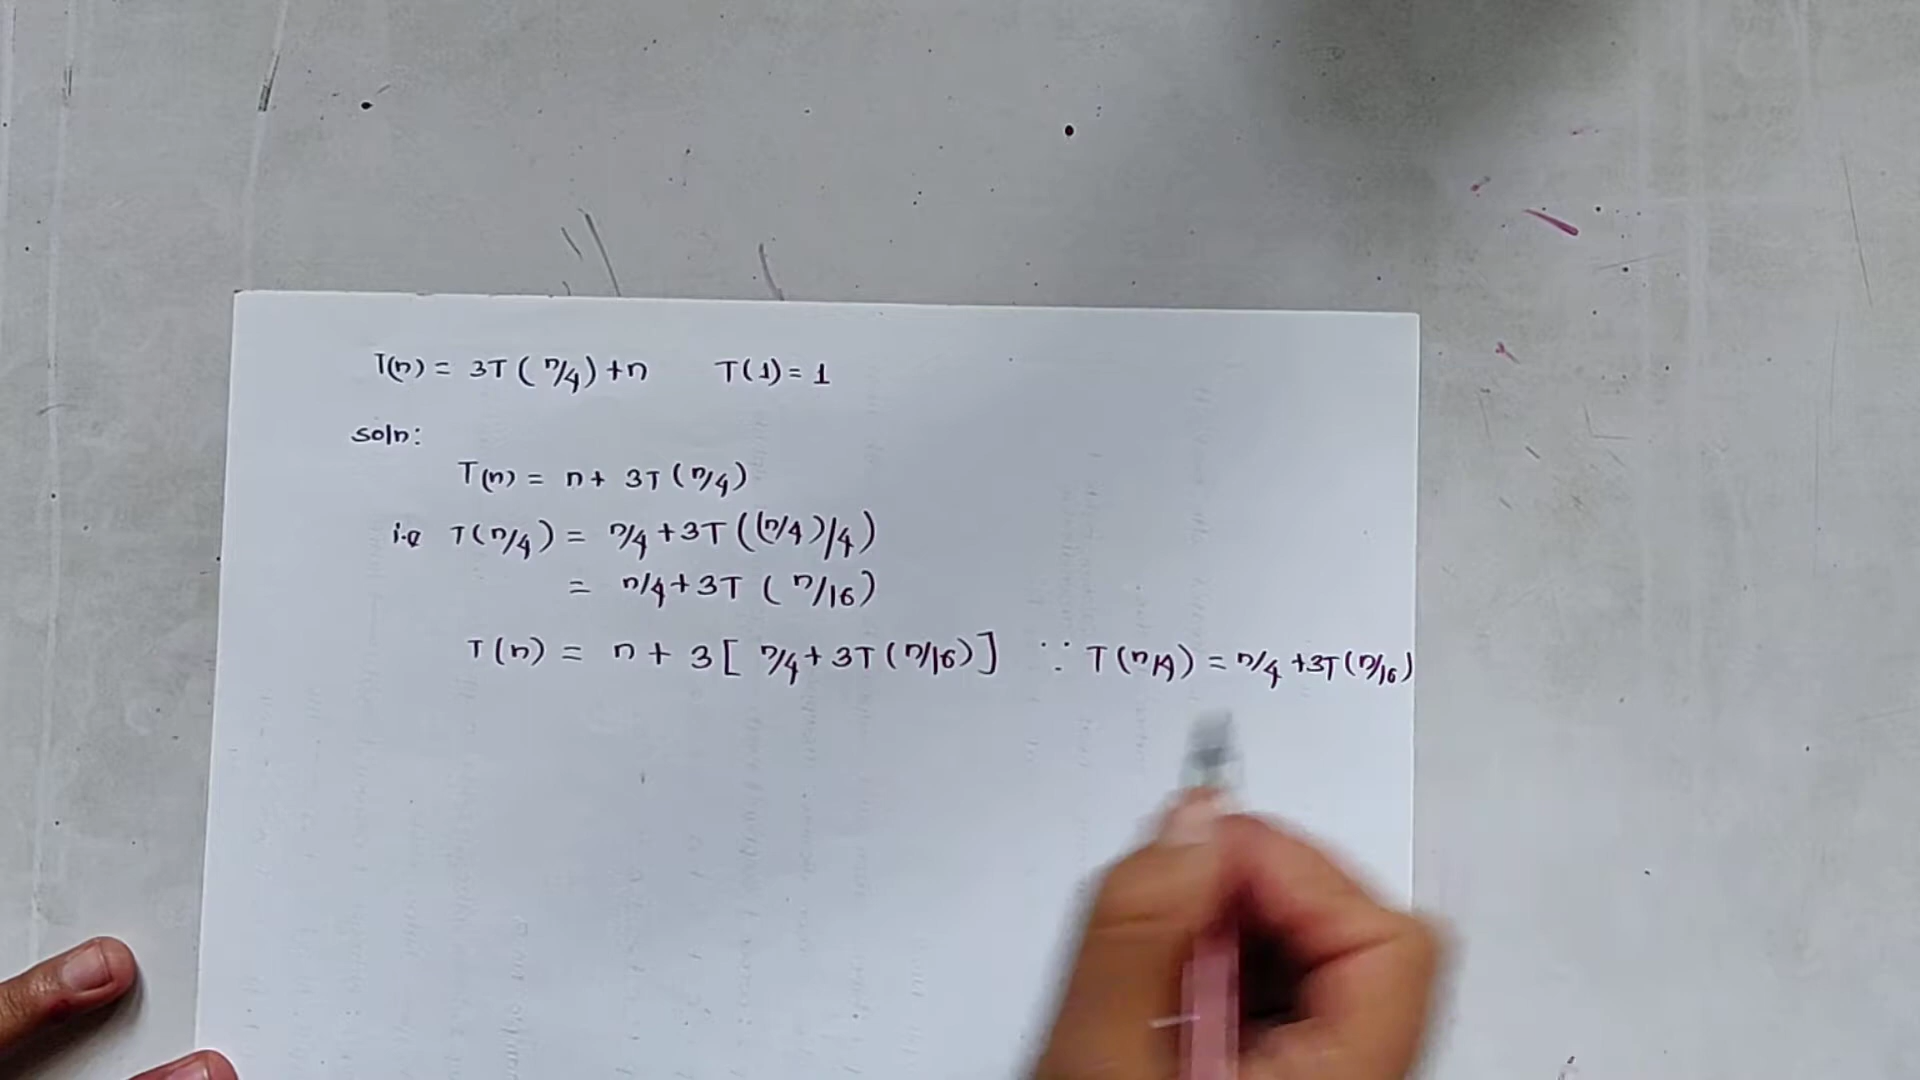 T(n) = 3T(n/4)+n T(1)=1
soln:
T(n) = n+ 3T(n/4)
i.e T(n/4) = n/4+3T((n/4)/4)
= n/4+3T(n/16)
T(n) = n + 3[n/4+3T(n/16)] ∵ T(n/4) = n/4+3T(n/16)